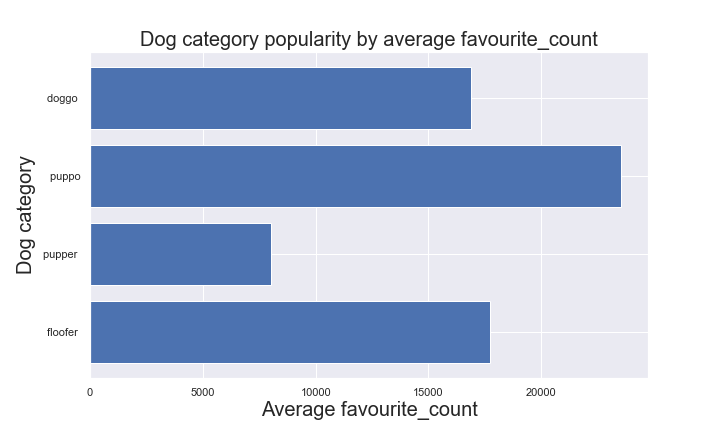 Dog category popularity by average favourite_count
doggo
puppo
pupper
floofer
Dog category
0 5000 10000 15000 20000
Average favourite_count